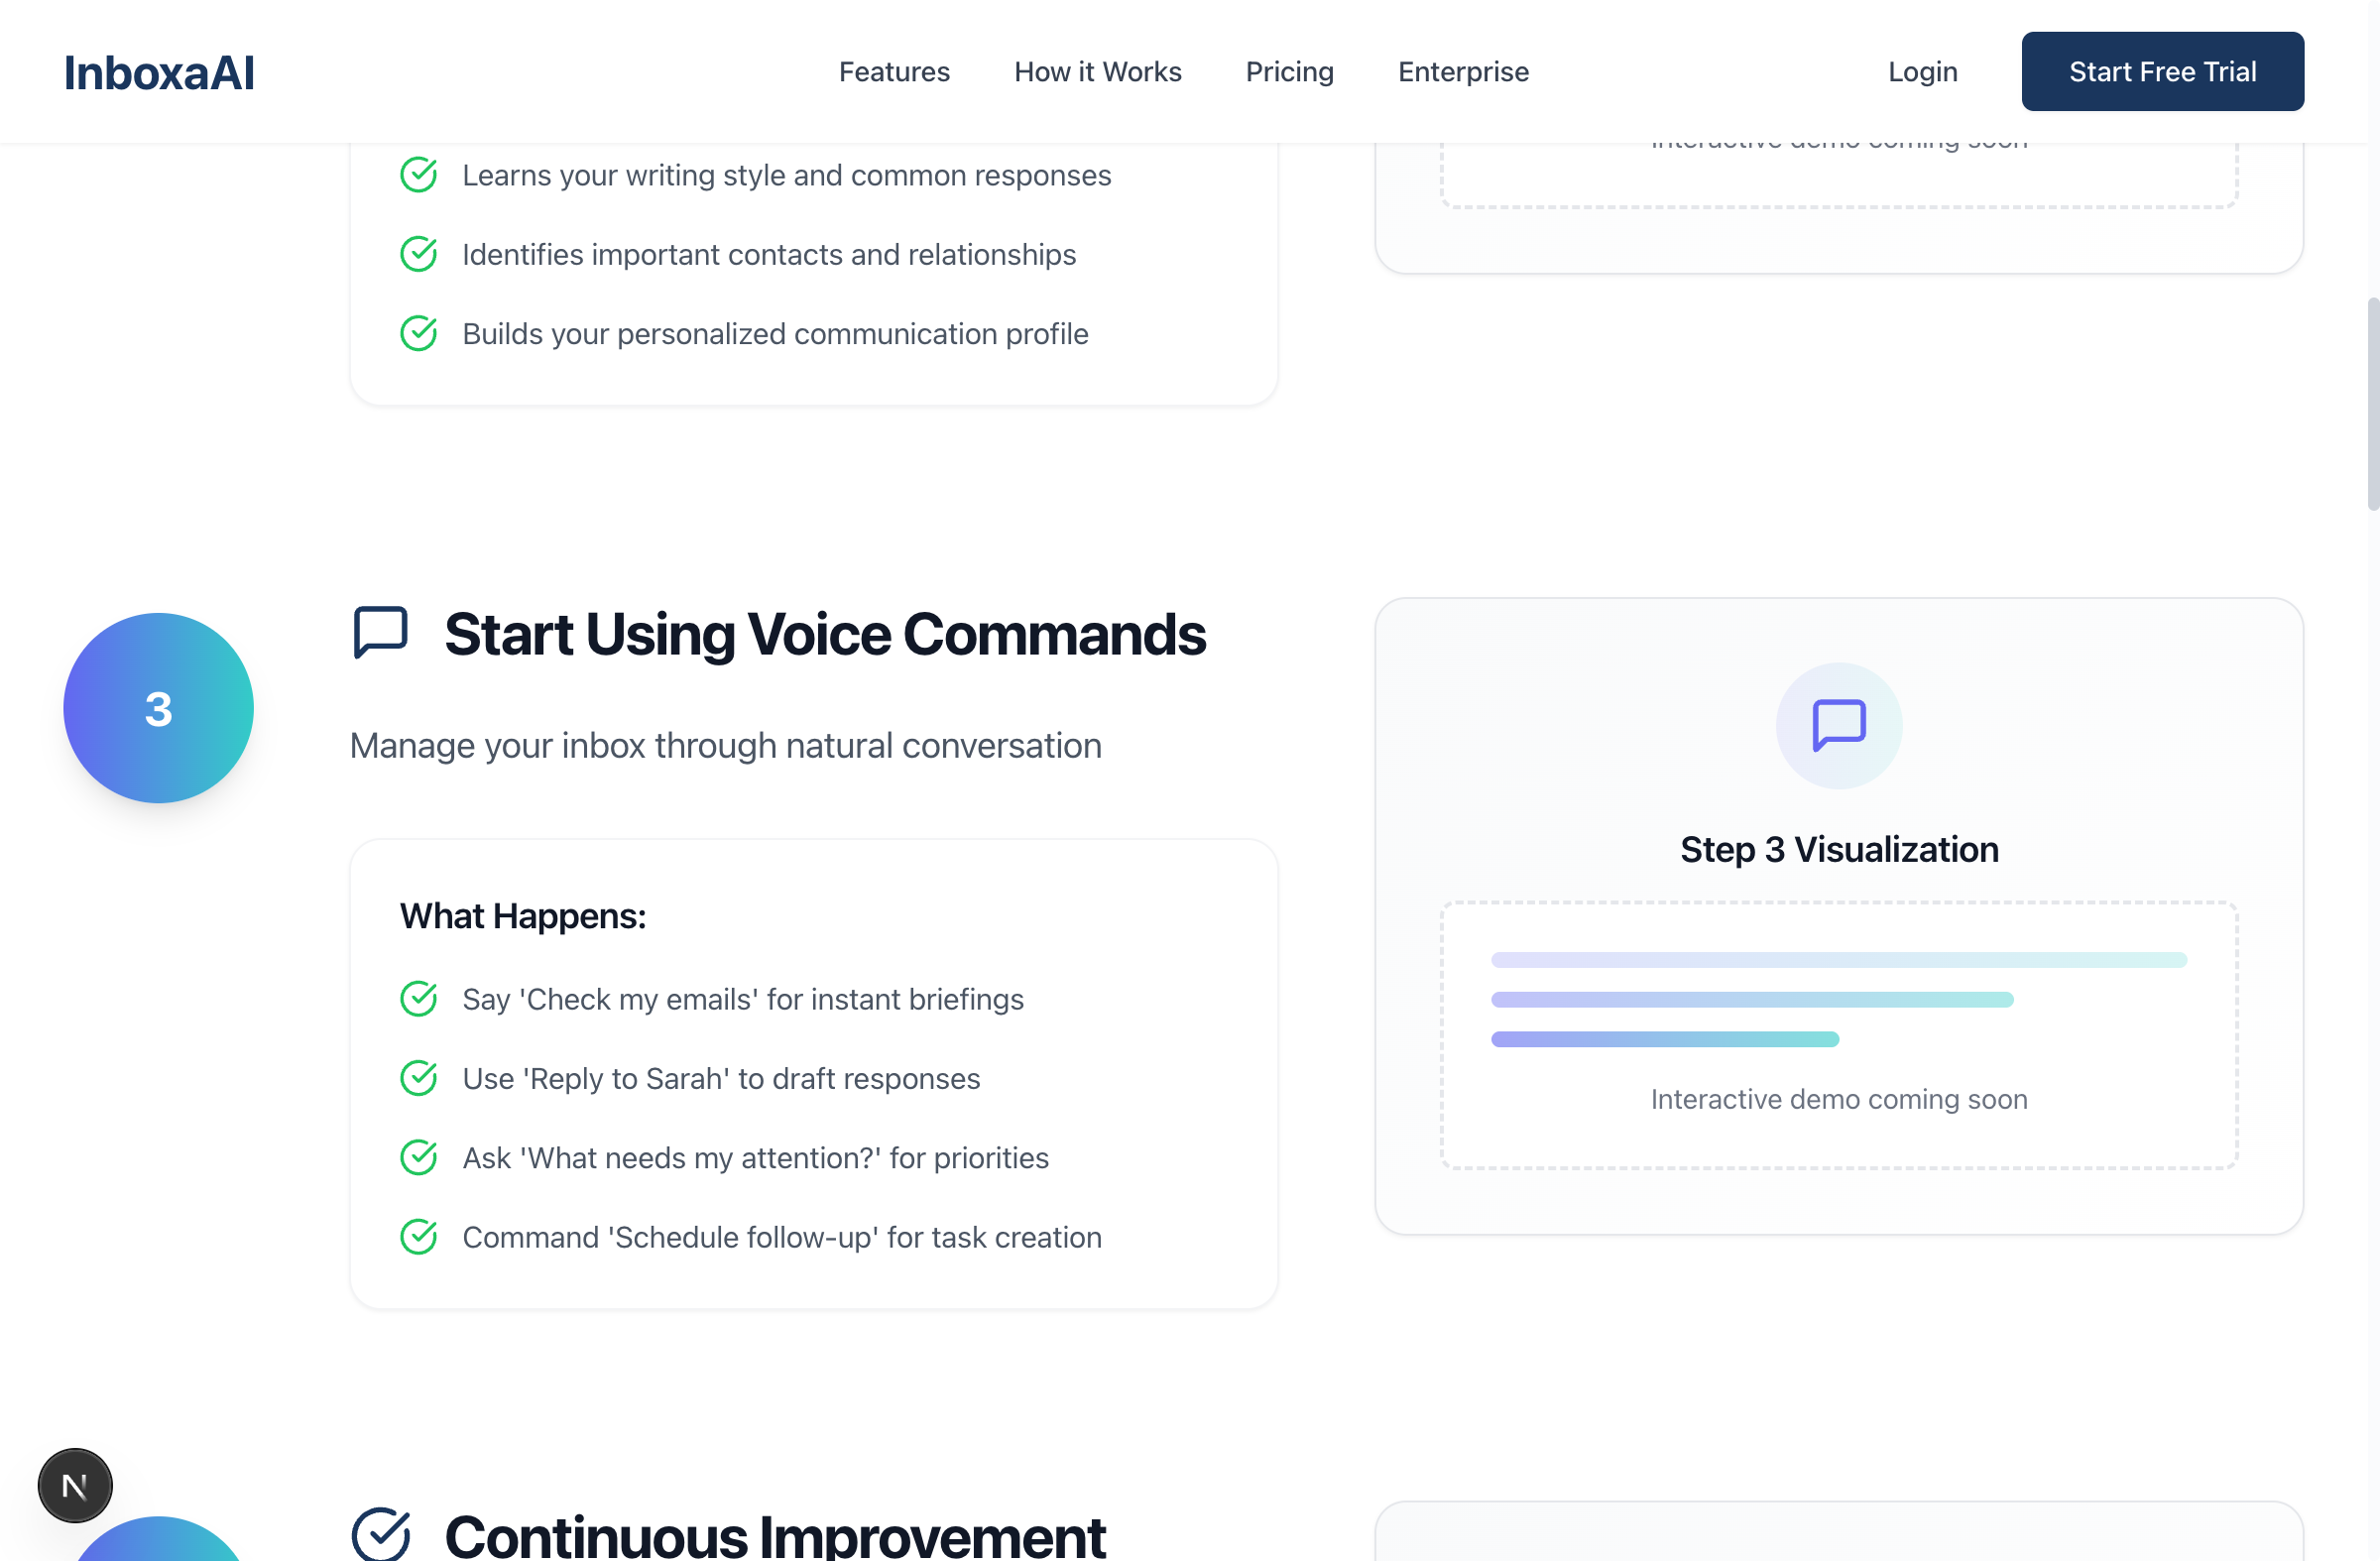 InboxaAI
Features
How it Works
Pricing
Enterprise
Login
Start Free Trial
Interactive demo coming soon
Learns your writing style and common responses
Identifies important contacts and relationships
Builds your personalized communication profile
3
Start Using Voice Commands
Manage your inbox through natural conversation
What Happens:
Say 'Check my emails' for instant briefings
Use 'Reply to Sarah' to draft responses
Ask 'What needs my attention?' for priorities
Command 'Schedule follow-up' for task creation
Step 3 Visualization
Interactive demo coming soon
N
Continuous Improvement